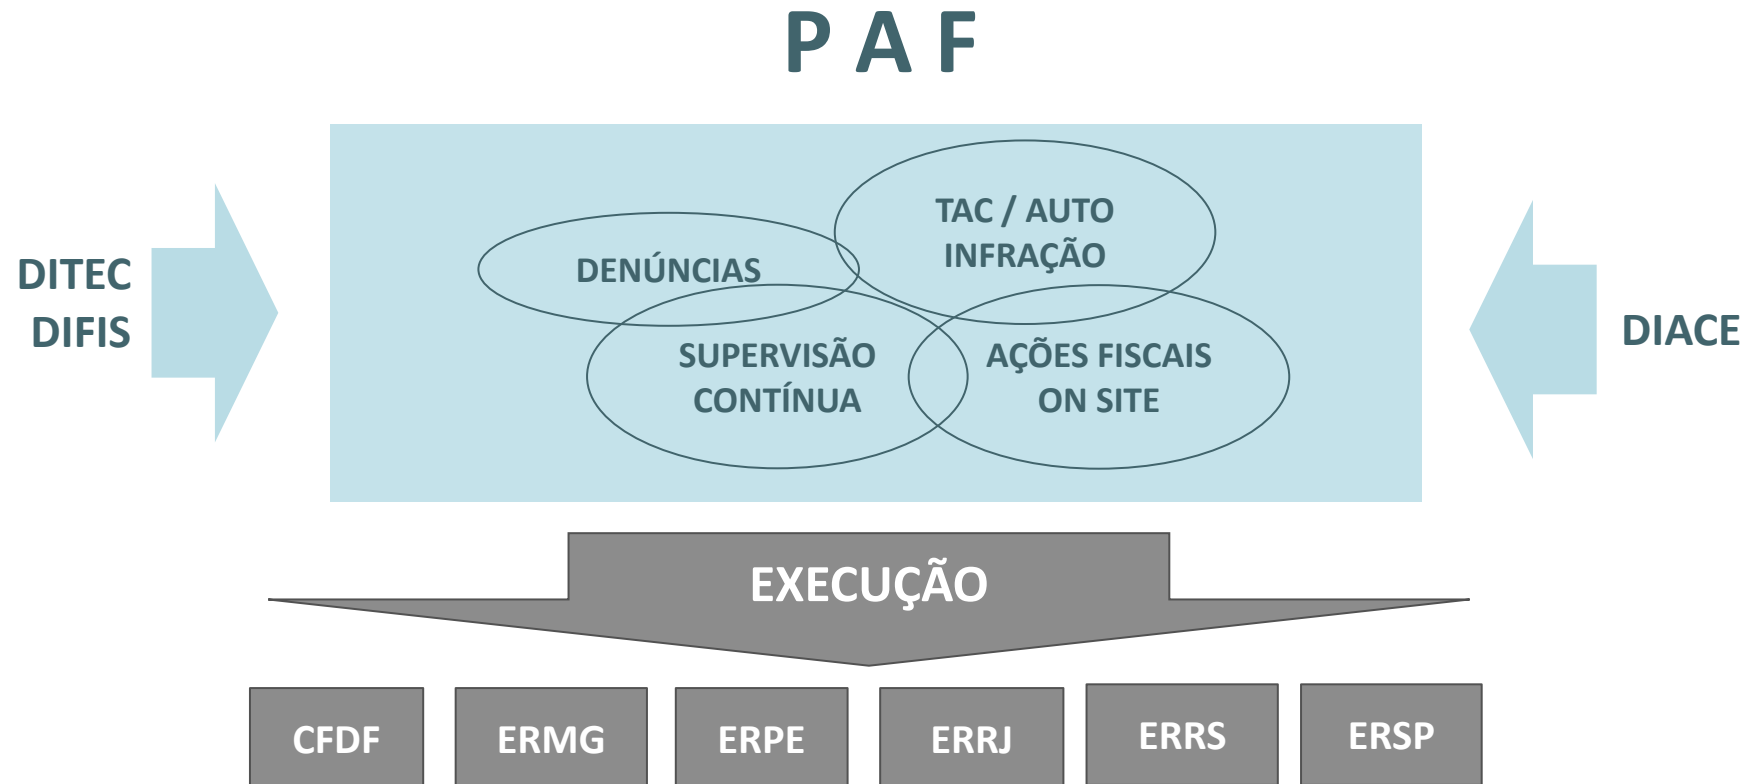 P A F
TAC / AUTO
INFRAÇÃO
DENÚNCIAS
DITEC
DIFIS
DIACE
SUPERVISÃO
CONTÍNUA
AÇÕES FISCAIS
ON SITE
EXECUÇÃO
CFDF
ERMG
ERPE
ERRJ
ERRS
ERSP